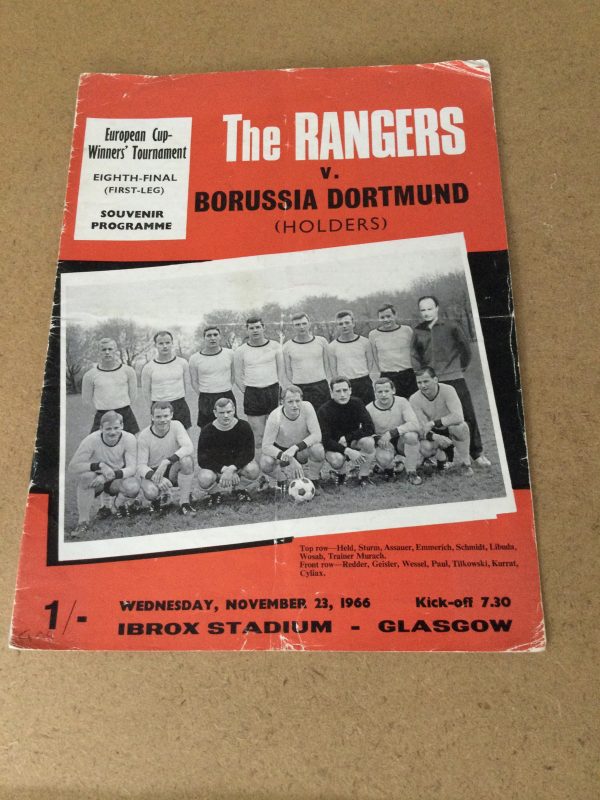 European Cup-
Winners' Tournament
EIGHTH-FINAL
(FIRST-LEG)
SOUVENIR
PROGRAMME
The RANGERS
v.
BORUSSIA DORTMUND
(HOLDERS)
Top row—Held, Sturm, Assauer, Emmerich, Schmidt, Libuda,
Wosab, Trainer Murach.
Front row—Redder, Geisler, Wessel, Paul, Tilkowski, Kurrat,
Cyliax.
1/-
WEDNESDAY, NOVEMBER 23, 1966 Kick-off 7.30
IBROX STADIUM - GLASGOW